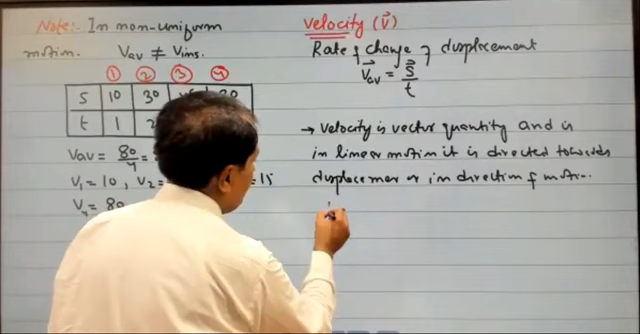 Note:- In non-uniform
motion. Vav ≠ Vins.
① ② ③ ④
S 10 30
t 1 2
Vav = 80/4 =
V₁ = 10 , V₂ = 15
V₄ = 80
Velocity (V⃗)
Rate of change of displacement
V⃗av = S⃗/t
→ Velocity is vector quantity and is
in linear motion it is directed towards
displacemen or in direction of motion.